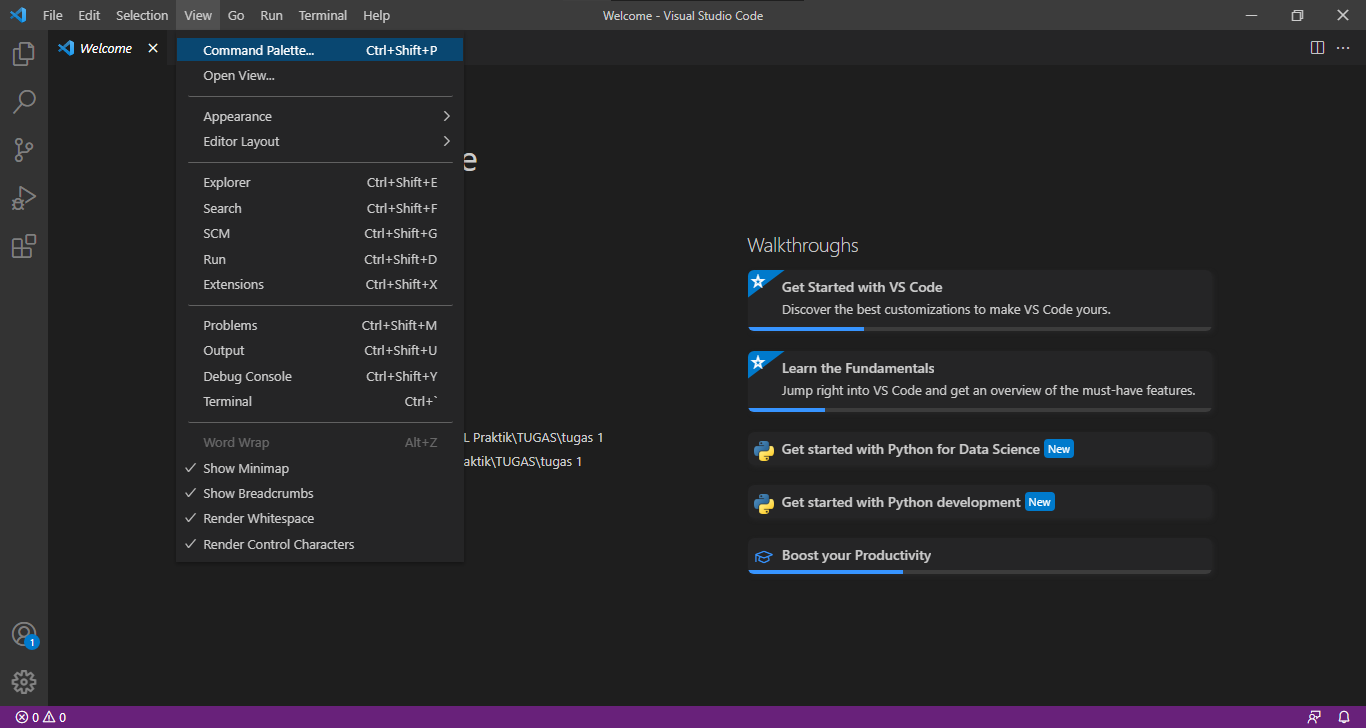 File Edit Selection View Go Run Terminal Help
Welcome - Visual Studio Code
Welcome
Command Palette... Ctrl+Shift+P
Open View...
Appearance
Editor Layout
Explorer Ctrl+Shift+E
Search Ctrl+Shift+F
SCM Ctrl+Shift+G
Run Ctrl+Shift+D
Extensions Ctrl+Shift+X
Problems Ctrl+Shift+M
Output Ctrl+Shift+U
Debug Console Ctrl+Shift+Y
Terminal Ctrl+`
Word Wrap Alt+Z
Show Minimap
Show Breadcrumbs
Render Whitespace
Render Control Characters
e
L Praktik\TUGAS\tugas 1
aktik\TUGAS\tugas 1
Walkthroughs
Get Started with VS Code
Discover the best customizations to make VS Code yours.
Learn the Fundamentals
Jump right into VS Code and get an overview of the must-have features.
Get started with Python for Data Science New
Get started with Python development New
Boost your Productivity
1
0 0